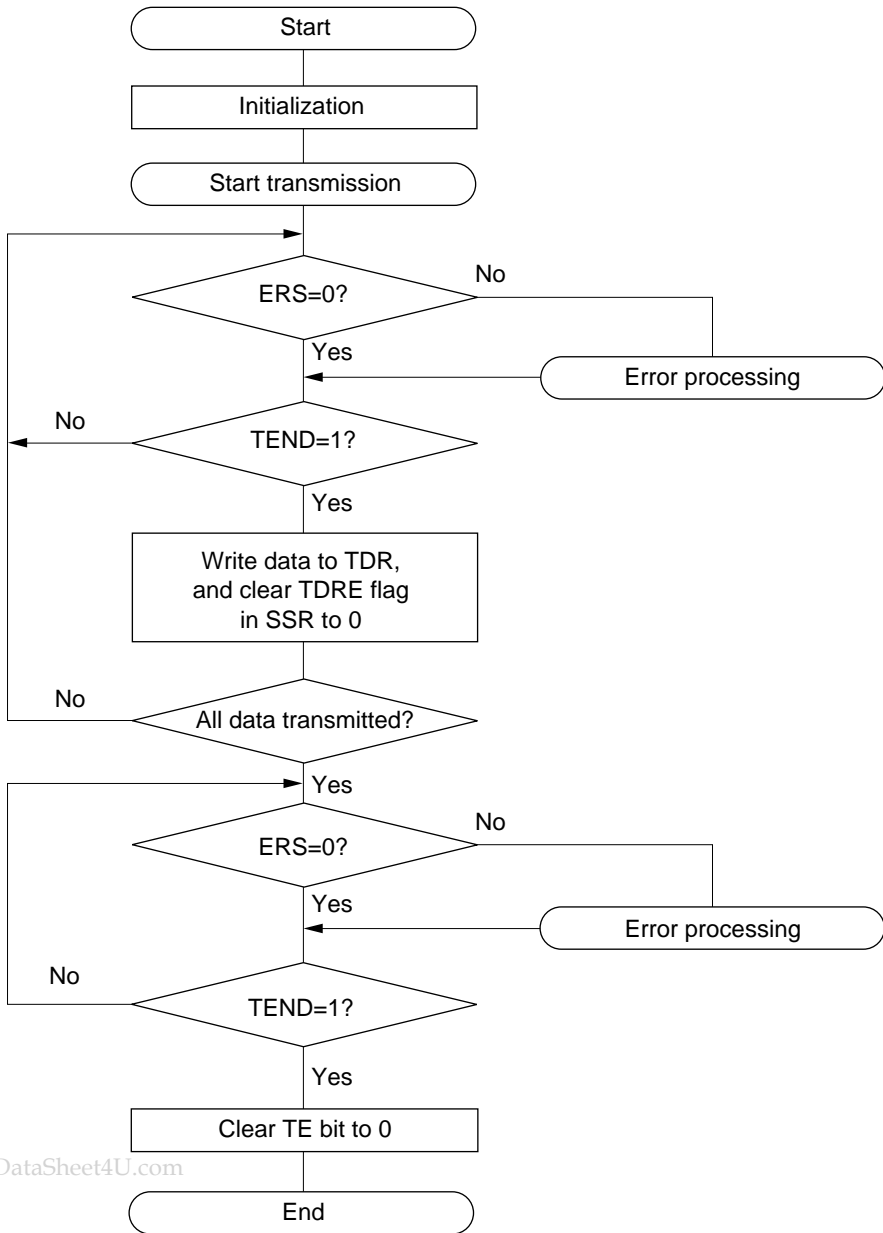 Start
Initialization
Start transmission
No
ERS=0?
Yes
Error processing
No
TEND=1?
Yes
Write data to TDR,
and clear TDRE flag
in SSR to 0
No
All data transmitted?
Yes
No
ERS=0?
Yes
Error processing
No
TEND=1?
Yes
Clear TE bit to 0
DataSheet4U.com
End